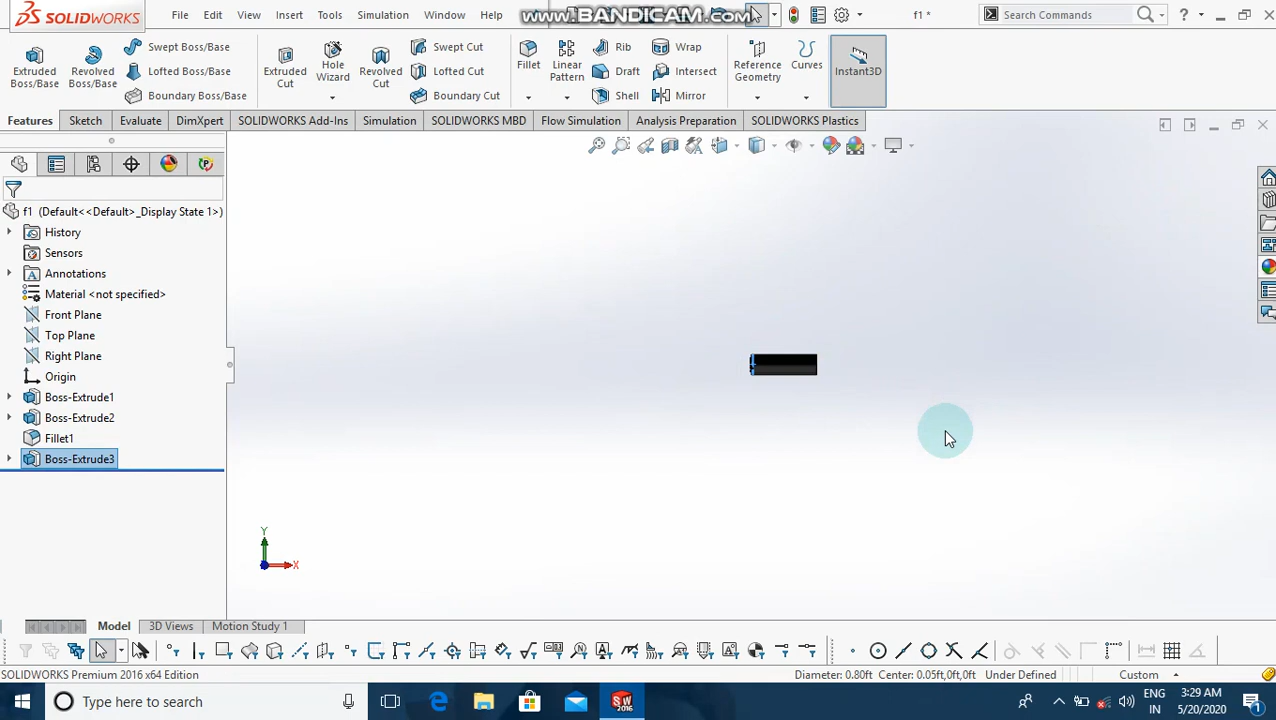 SOLIDWORKS
File Edit View Insert Tools Simulation Window Help
www.BANDICAM.com
f1 *
Search Commands
?
Extruded Boss/Base
Revolved Boss/Base
Swept Boss/Base
Lofted Boss/Base
Boundary Boss/Base
Extruded Cut
Hole Wizard
Revolved Cut
Swept Cut
Lofted Cut
Boundary Cut
Fillet
Linear Pattern
Rib
Draft
Shell
Wrap
Intersect
Mirror
Reference Geometry
Curves
Instant3D
Features Sketch Evaluate DimXpert SOLIDWORKS Add-Ins Simulation SOLIDWORKS MBD Flow Simulation Analysis Preparation SOLIDWORKS Plastics
f1 (Default<<Default>_Display State 1>)
History
Sensors
Annotations
Material <not specified>
Front Plane
Top Plane
Right Plane
Origin
Boss-Extrude1
Boss-Extrude2
Fillet1
Boss-Extrude3
Y
X
Model 3D Views Motion Study 1
SOLIDWORKS Premium 2016 x64 Edition
Diameter: 0.80ft Center: 0.05ft,0ft,0ft Under Defined Custom
Type here to search
SW 2016
ENG
IN
3:29 AM
5/20/2020
1